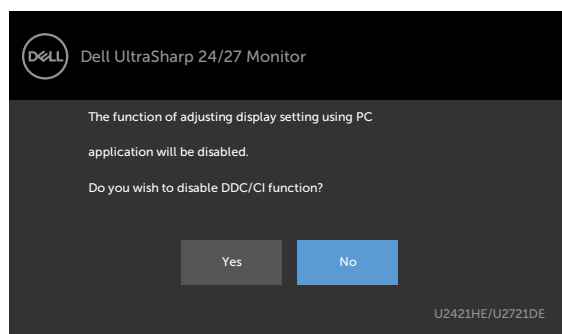 DELL
Dell UltraSharp 24/27 Monitor
The function of adjusting display setting using PC
application will be disabled.
Do you wish to disable DDC/CI function?
Yes
No
U2421HE/U2721DE